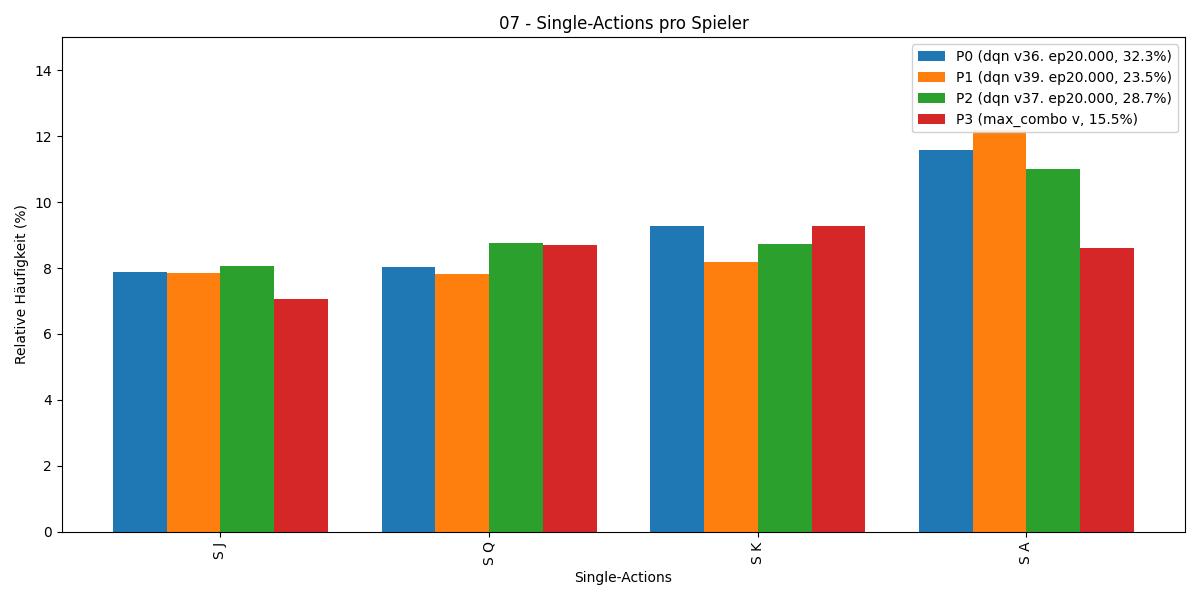 07 - Single-Actions pro Spieler
P0 (dqn v36. ep20.000, 32.3%)
P1 (dqn v39. ep20.000, 23.5%)
P2 (dqn v37. ep20.000, 28.7%)
P3 (max_combo v, 15.5%)
Relative Häufigkeit (%)
14
12
10
8
6
4
2
0
S J
S Q
S K
S A
Single-Actions